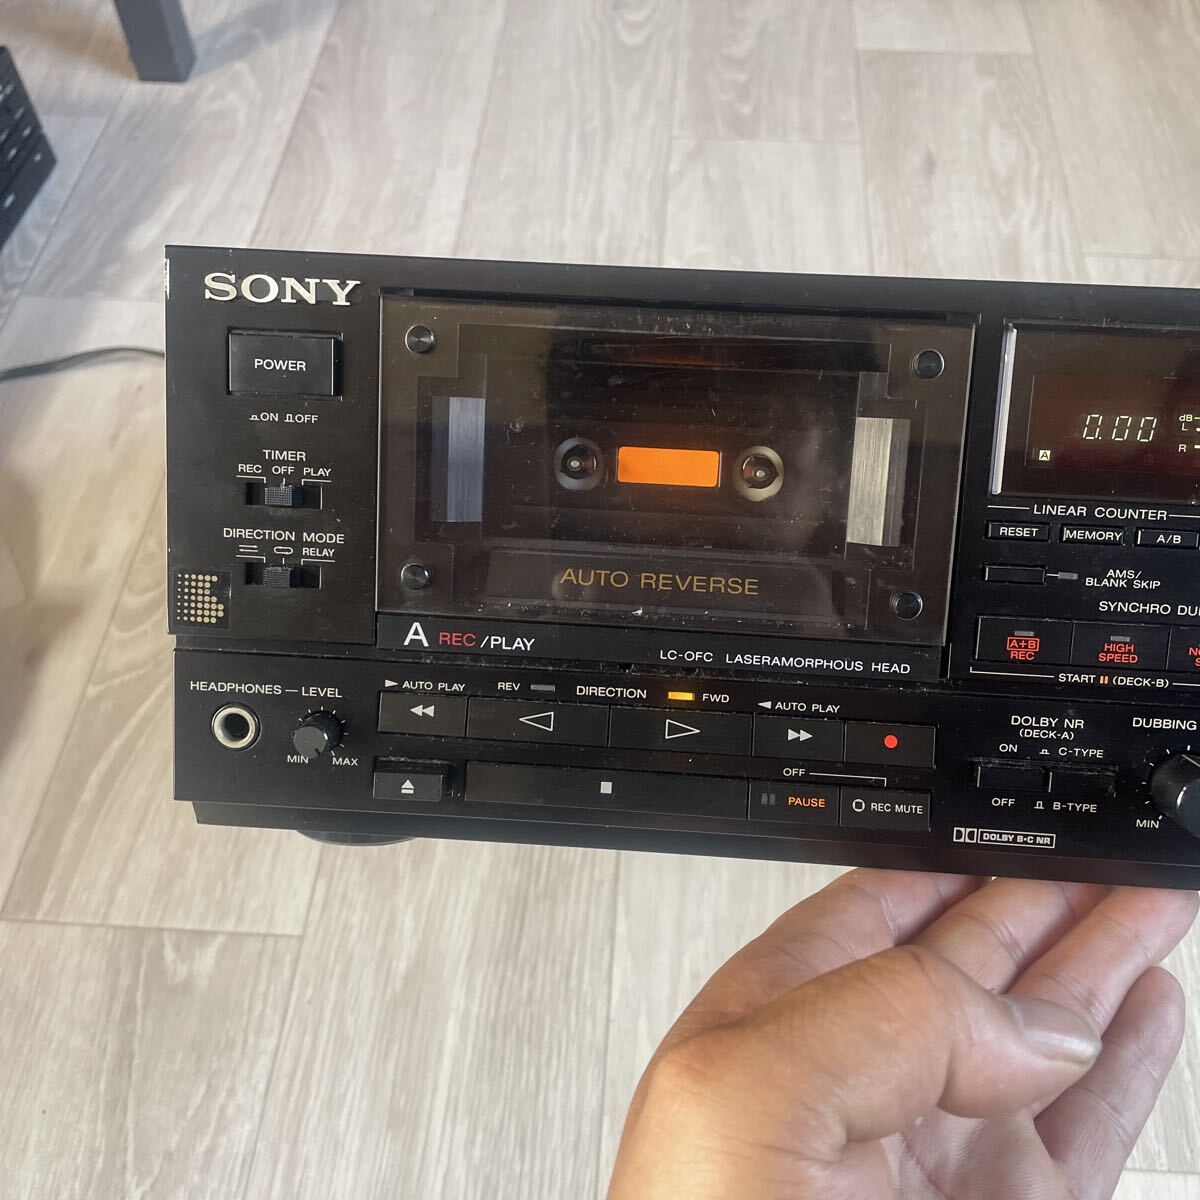 SONY
POWER
ON OFF
TIMER
REC OFF PLAY
DIRECTION MODE
RELAY
AUTO REVERSE
A REC/PLAY
LC-OFC LASERAMORPHOUS HEAD
0.00
dB
L
R
A
LINEAR COUNTER
RESET MEMORY A/B
AMS/
BLANK SKIP
SYNCHRO DU
A+B
REC
HIGH
SPEED
START (DECK-B)
HEADPHONES — LEVEL
MIN MAX
AUTO PLAY REV DIRECTION FWD AUTO PLAY
OFF
PAUSE
REC MUTE
DOLBY NR
(DECK-A)
ON C-TYPE
OFF B-TYPE
DUBBING
MIN
DOLBY B·C NR